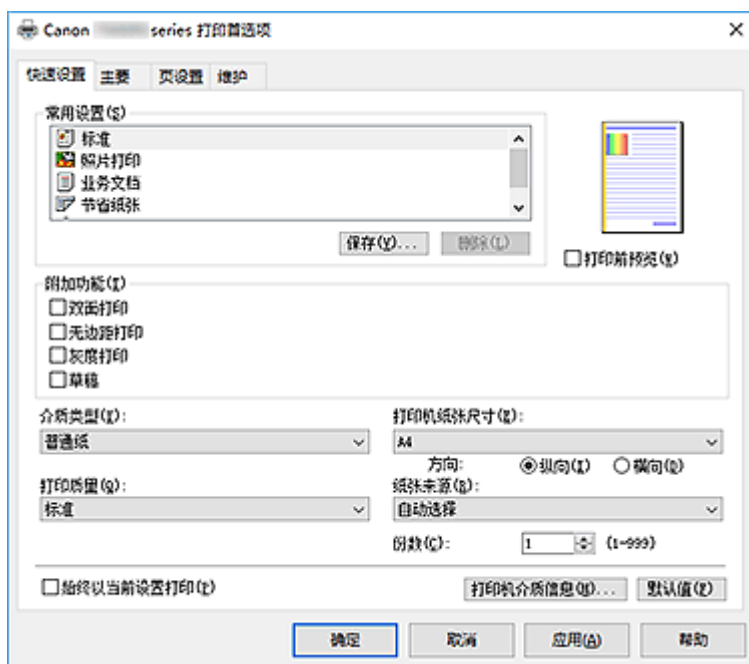 Canon series 打印首选项
快速设置 主要 页设置 维护
常用设置(S)
标准
照片打印
业务文档
节省纸张
保存(V)... 删除(L)
打印前预览(W)
附加功能(I)
双面打印
无边距打印
灰度打印
草稿
介质类型(Y): 打印机纸张尺寸(Z):
普通纸 A4
方向: 纵向(I) 横向(D)
打印质量(Q): 纸张来源(B):
标准 自动选择
份数(C): 1 (1-999)
始终以当前设置打印(P)
打印机介质信息(M)... 默认值(F)
确定 取消 应用(A) 帮助